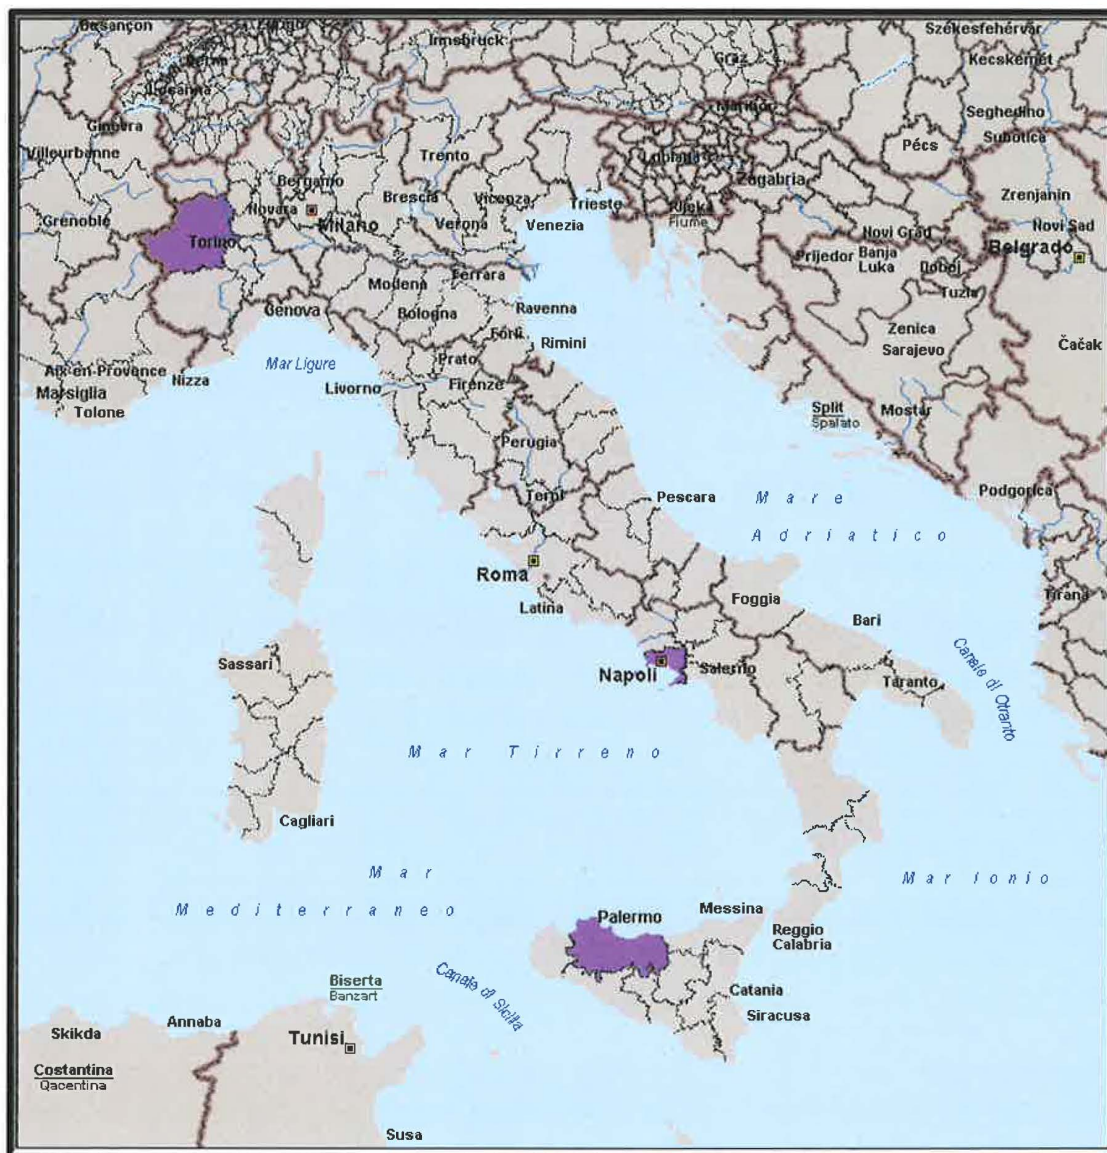 Besançon
Székesfehérvár
Innsbruck
Graz
Kecskemét
Berna
Losanna
Maribor
Ginevra
Seghedino
Subotica
Villeurbanne
Trento
Lubiana
Pécs
Bergamo
Zagabria
Brescia
Vicenza
Zrenjanin
Novara
Trieste
Rijeka
Fiume
Grenoble
Milano
Verona
Venezia
Novi Sad
Torino
Novi Grad
Belgrado
Prijedor
Banja
Luka
Doboj
Ferrara
Modena
Tuzla
Genova
Bologna
Ravenna
Forlì
Zenica
Rimini
Sarajevo
Čačak
Mar Ligure
Prato
Aix-en-Provence
Nizza
Livorno
Firenze
Marsiglia
Tolone
Split
Spalato
Mostar
Perugia
Podgorica
Terni
Pescara
Mare
Adriatico
Roma
Tirana
Latina
Foggia
Bari
Sassari
Napoli
Salerno
Taranto
Canale di Otranto
Mar Tirreno
Cagliari
Mar
Mediterraneo
Mar Ionio
Palermo
Messina
Reggio
Calabria
Biserta
Banzart
Canale di Sicilia
Catania
Siracusa
Skikda
Annaba
Tunisi
Costantina
Qacentina
Susa